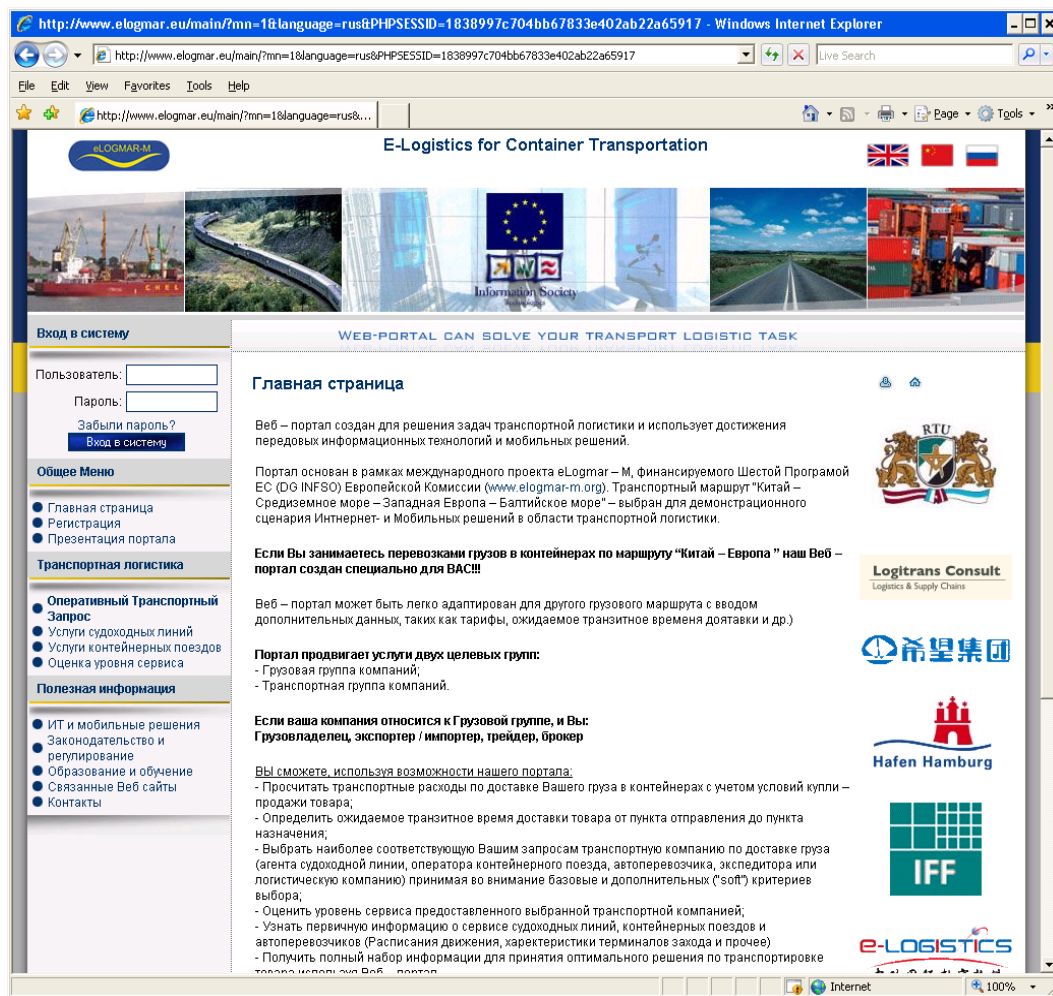 http://www.elogmar.eu/main/?mn=1&language=rus&PHPSESSID=1838997c704bb67833e402ab22a65917 - Windows Internet Explorer
http://www.elogmar.eu/main/?mn=1&language=rus&PHPSESSID=1838997c704bb67833e402ab22a65917
Live Search
File Edit View Favorites Tools Help
http://www.elogmar.eu/main/?mn=1&language=rus&...
Page Tools
eLOGMAR-M
E-Logistics for Container Transportation
CHEL
Information Society
Technologies
Вход в систему
WEB-PORTAL CAN SOLVE YOUR TRANSPORT LOGISTIC TASK
Пользователь:
Пароль:
Забыли пароль?
Вход в систему
Общее Меню
Главная страница
Регистрация
Презентация портала
Транспортная логистика
Оперативный Транспортный
Запрос
Услуги судоходных линий
Услуги контейнерных поездов
Оценка уровня сервиса
Полезная информация
ИТ и мобильные решения
Законодательство и
регулирование
Образование и обучение
Связанные Веб сайты
Контакты
Главная страница
Веб – портал создан для решения задач транспортной логистики и использует достижения
передовых информационных технологий и мобильных решений.
Портал основан в рамках международного проекта eLogmar – M, финансируемого Шестой Програмой
ЕС (DG INFSO) Европейской Комиссии (www.elogmar-m.org). Транспортный маршрут "Китай –
Средиземное море – Западная Европа – Балтийское море" – выбран для демонстрационного
сценария Интнернет- и Мобильных решений в области транспортной логистики.
Если Вы занимаетесь перевозками грузов в контейнерах по маршруту “Китай – Европа ” наш Веб –
портал создан специально для ВАС!!!
Веб – портал может быть легко адаптирован для другого грузового маршрута с вводом
дополнительных данных, таких как тарифы, ожидаемое транзитное временя доятавки и др.)
Портал продвигает услуги двух целевых групп:
- Грузовая группа компаний;
- Транспортная группа компаний.
Если ваша компания относится к Грузовой группе, и Вы:
Грузовладелец, экспортер / импортер, трейдер, брокер
ВЫ сможете, используя возможности нашего портала:
- Просчитать транспортные расходы по доставке Вашего груза в контейнерах с учетом условий купли –
продажи товара;
- Определить ожидаемое транзитное время доставки товара от пункта отправления до пункта
назначения;
- Выбрать наиболее соответствующую Вашим запросам транспортную компанию по доставке груза
(агента судоходной линии, оператора контейнерного поезда, автоперевозчика, экспедитора или
логистическую компанию) принимая во внимание базовые и дополнительных ("soft") критериев
выбора;
- Оценить уровень сервиса предоставленного выбранной транспортной компанией;
- Узнать первичную информацию о сервисе судоходных линий, контейнерных поездов и
автоперевозчиков (Расписания движения, характеристики терминалов захода и прочее)
- Получить полный набор информации для принятия оптимального решения по транспортировке
товара используя Веб – портал
RTU
Logitrans Consult
Logistics & Supply Chains
希望集团
Hafen Hamburg
IFF
e-LOGISTICS
Internet
100%